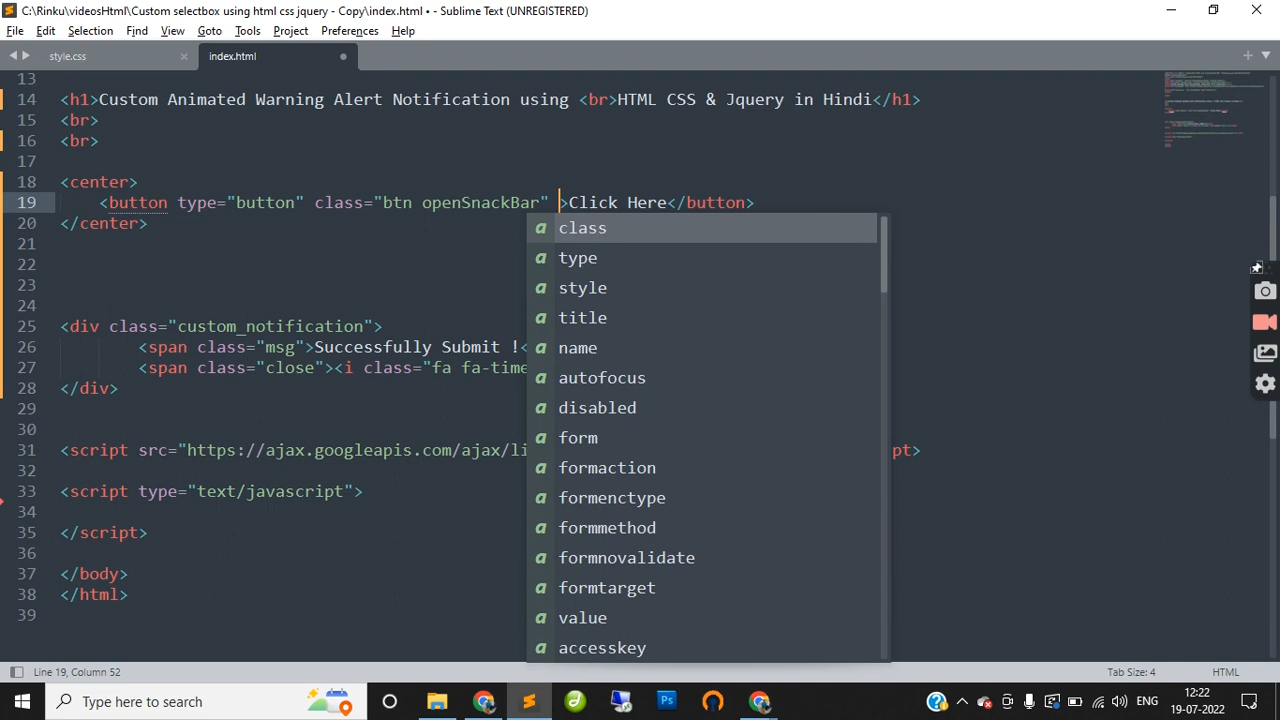 C:\Rinku\videosHtml\Custom selectbox using html css jquery - Copy\index.html • - Sublime Text (UNREGISTERED)
File Edit Selection Find View Goto Tools Project Preferences Help
style.css × index.html
13
14 <h1>Custom Animated Warning Alert Notification using <br>HTML CSS & Jquery in Hindi</h1>
15 <br>
16 <br>
17
18 <center>
19 <button type="button" class="btn openSnackBar" >Click Here</button>
20 </center>
class
21
type
22
style
23
title
24
25 <div class="custom_notification">
name
26 <span class="msg">Successfully Submit !<
27 <span class="close"><i class="fa fa-time
autofocus
28 </div>
disabled
29
form
30
31 <script src="https://ajax.googleapis.com/ajax/li pt>
formaction
32
33 <script type="text/javascript">
formenctype
34
formmethod
35 </script>
36
formnovalidate
37 </body>
formtarget
38 </html>
39
value
accesskey
Line 19, Column 52 Tab Size: 4 HTML
Type here to search
Ps
ENG
12:22
19-07-2022